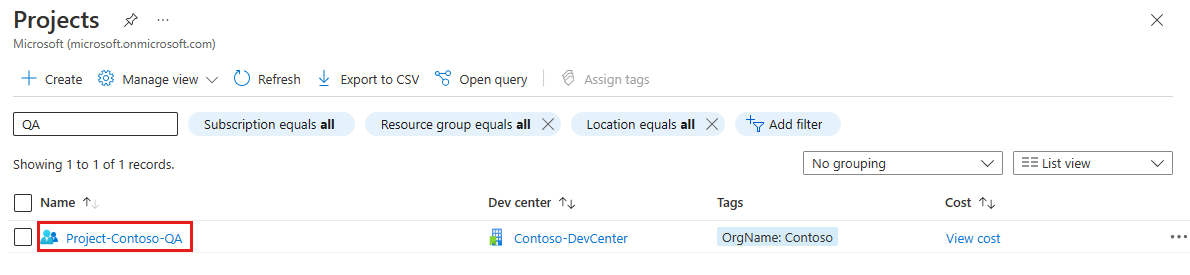 Projects
Microsoft (microsoft.onmicrosoft.com)
Create Manage view Refresh Export to CSV Open query Assign tags
QA Subscription equals all Resource group equals all Location equals all Add filter
Showing 1 to 1 of 1 records. No grouping List view
Name Dev center Tags Cost
Project-Contoso-QA Contoso-DevCenter OrgName: Contoso View cost